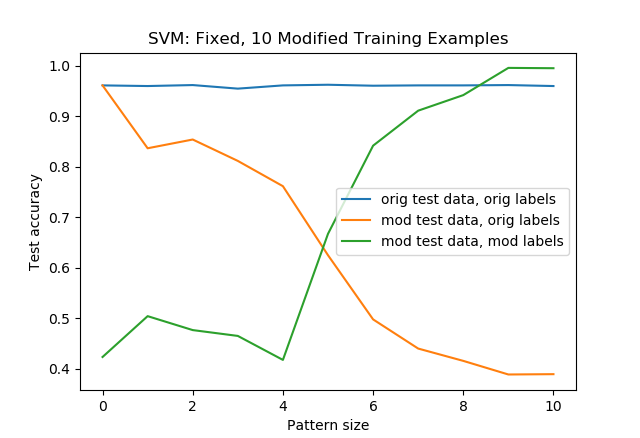 SVM: Fixed, 10 Modified Training Examples
1.0
0.9
0.8
0.7
0.6
0.5
0.4
Test accuracy
orig test data, orig labels
mod test data, orig labels
mod test data, mod labels
0 2 4 6 8 10
Pattern size